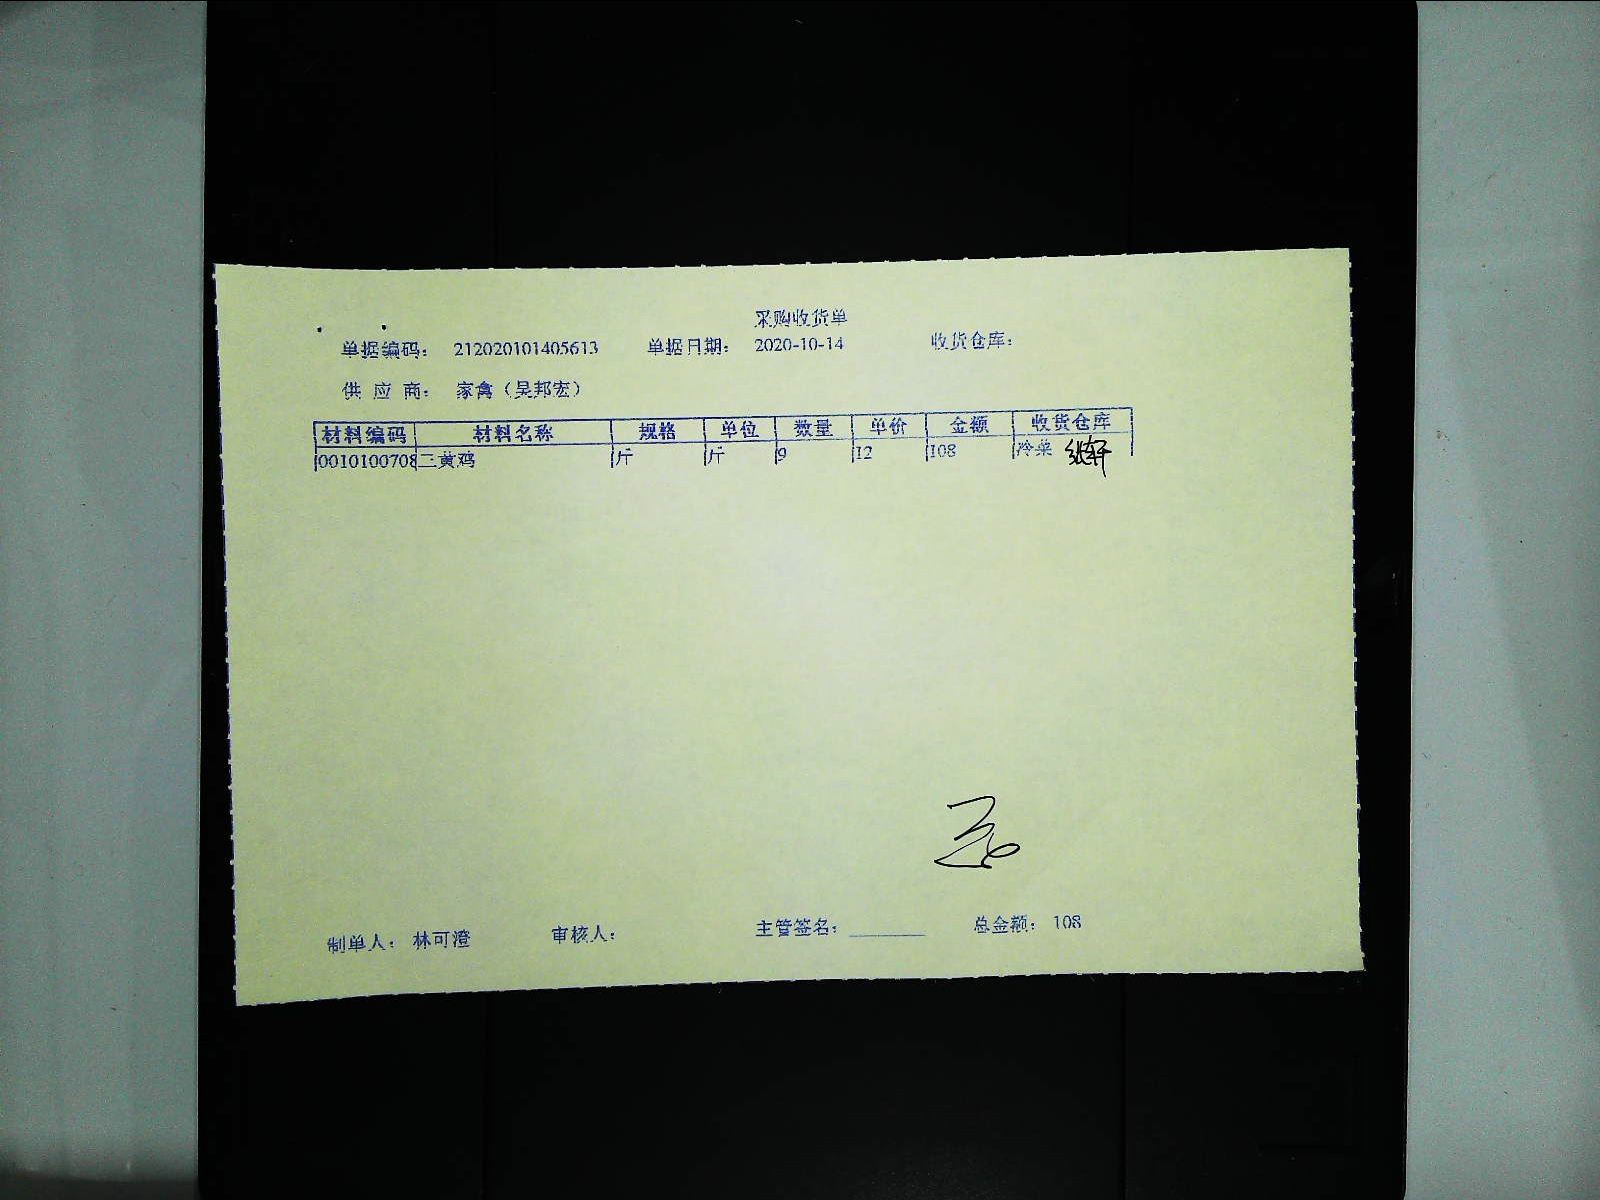 采购收货单
单据编码： 212020101405613 单据日期： 2020-10-14 收货仓库：
供 应 商： 家禽（吴邦宏）
材料编码 材料名称 规格 单位 数量 单价 金额 收货仓库
0010100708 三黄鸡 斤 斤 9 12 108 冷菜
制单人： 林可澄 审核人： 主管签名： 总金额： 108